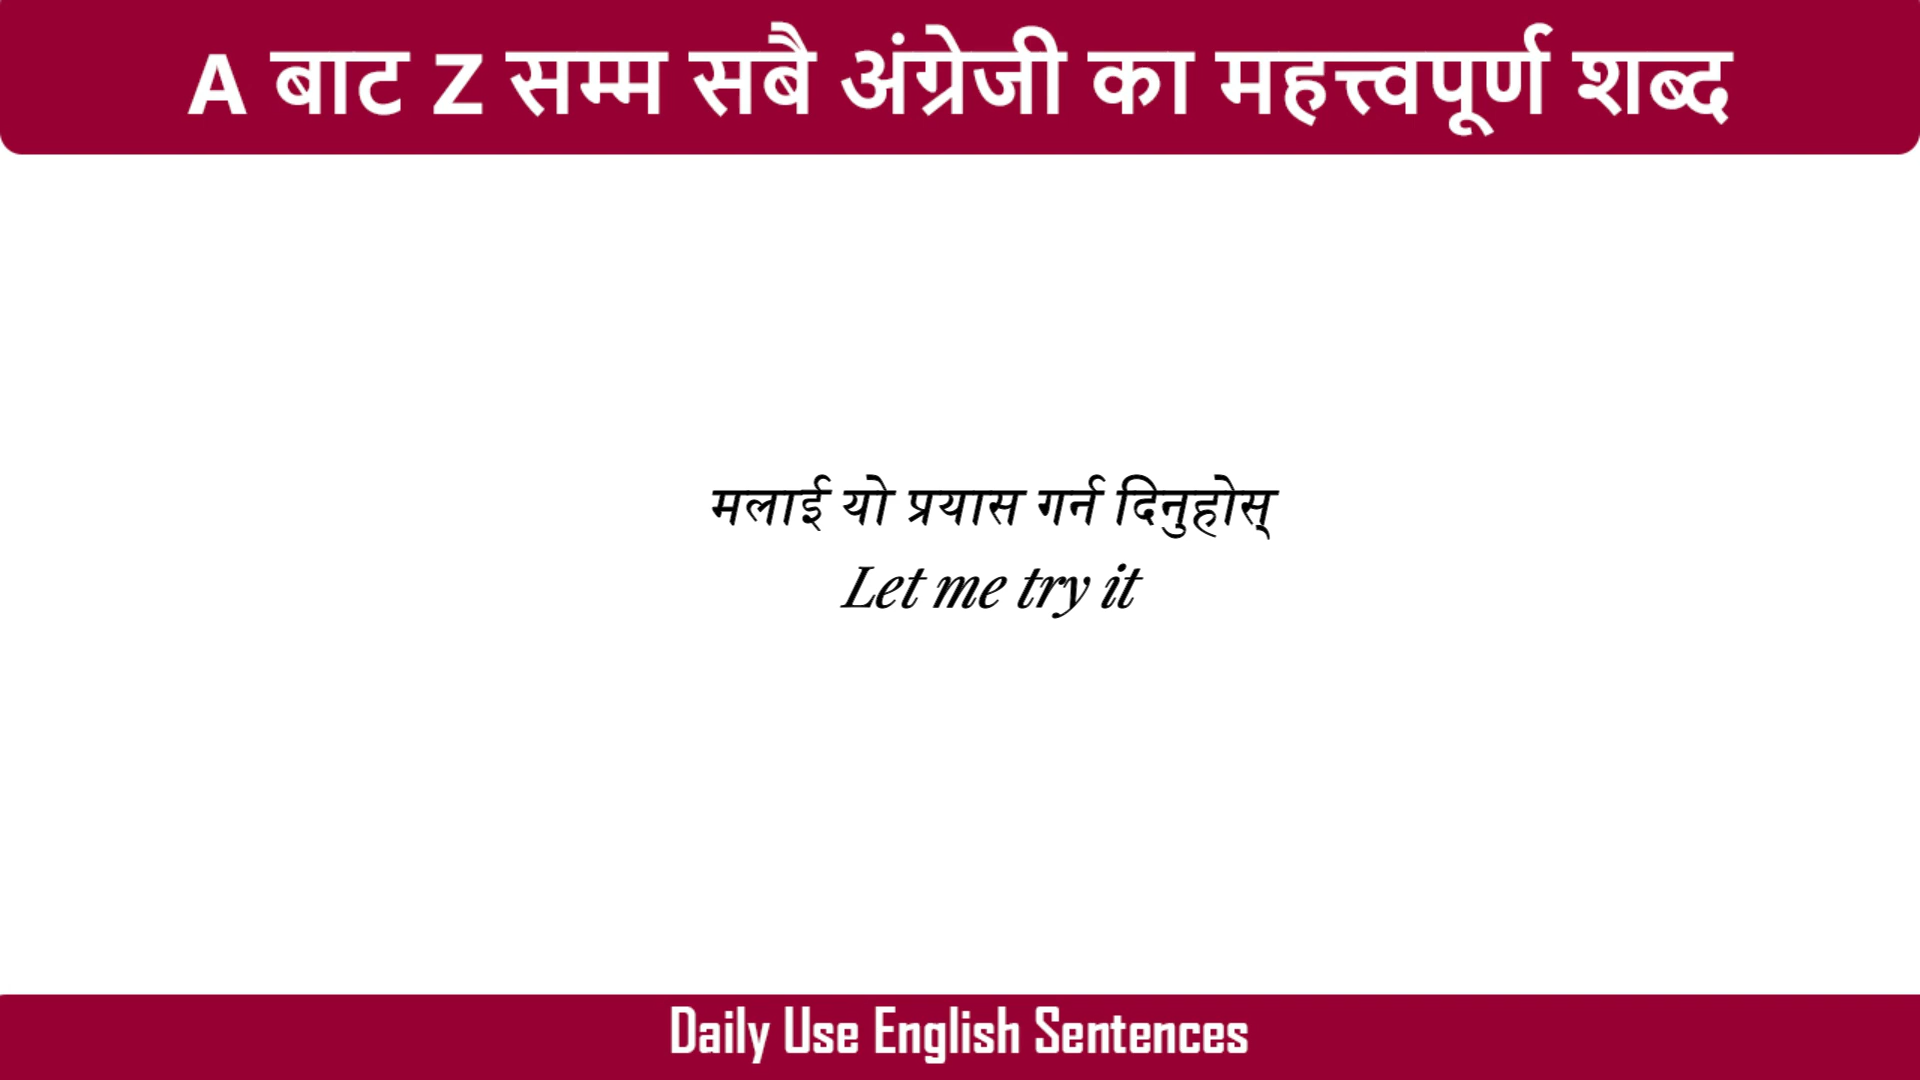 A बाट Z सम्म सबै अंग्रेजी का महत्त्वपूर्ण शब्द
मलाई यो प्रयास गर्न दिनुहोस्
Let me try it
Daily Use English Sentences